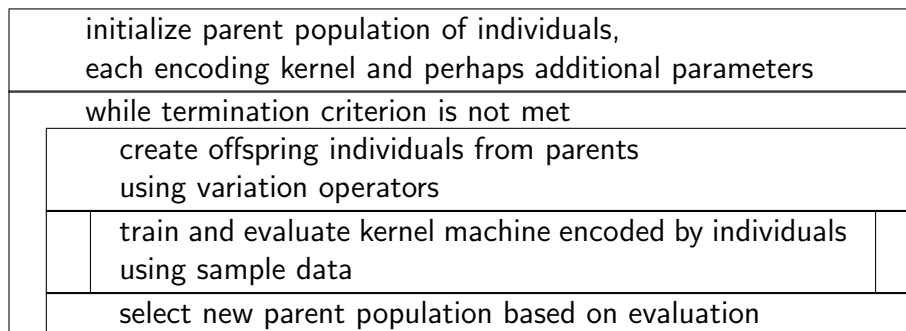 initialize parent population of individuals,
each encoding kernel and perhaps additional parameters
while termination criterion is not met
create offspring individuals from parents
using variation operators
train and evaluate kernel machine encoded by individuals
using sample data
select new parent population based on evaluation